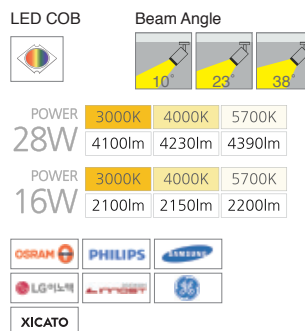 LED COB
Beam Angle
10°
23°
38°
POWER
28W
3000K 4000K 5700K
4100lm 4230lm 4390lm
POWER
16W
3000K 4000K 5700K
2100lm 2150lm 2200lm
OSRAM
PHILIPS
SAMSUNG
LG이노텍
XICATO